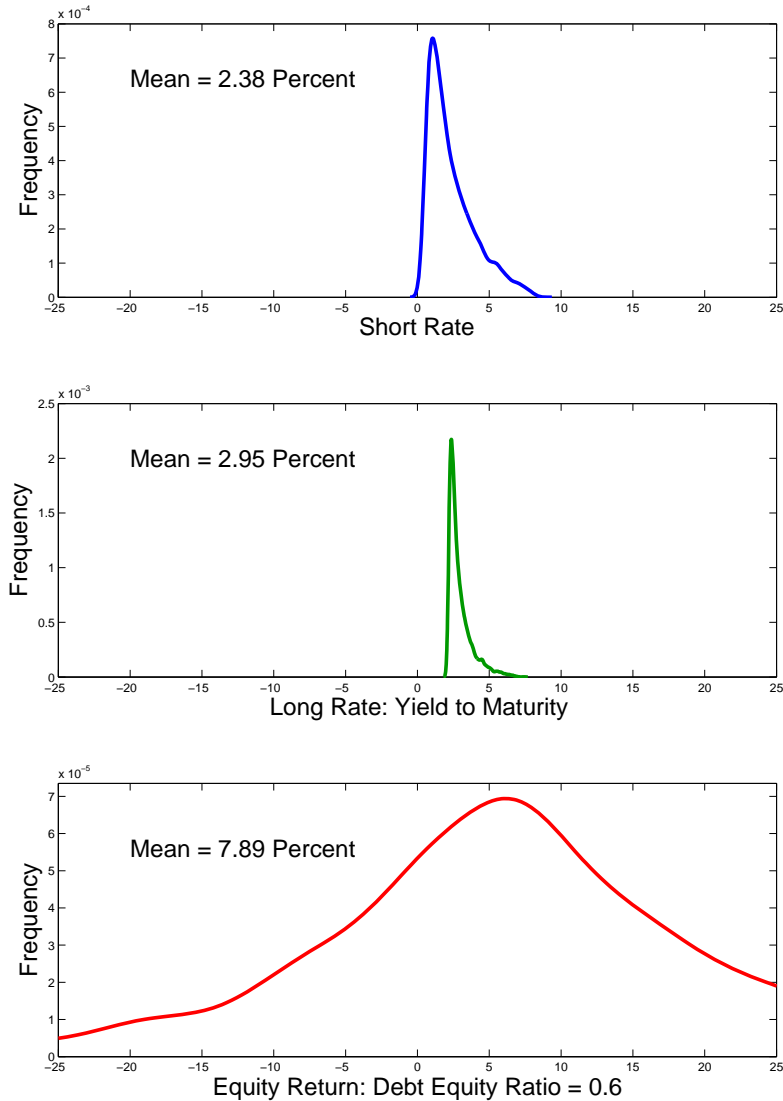 x 10⁻⁴
8
7
6
5
4
3
2
1
0
Frequency
Mean = 2.38 Percent
−25 −20 −15 −10 −5 0 5 10 15 20 25
Short Rate
x 10⁻³
2.5
2
1.5
1
0.5
0
Frequency
Mean = 2.95 Percent
−25 −20 −15 −10 −5 0 5 10 15 20 25
Long Rate: Yield to Maturity
x 10⁻⁵
7
6
5
4
3
2
1
0
Frequency
Mean = 7.89 Percent
−25 −20 −15 −10 −5 0 5 10 15 20 25
Equity Return: Debt Equity Ratio = 0.6